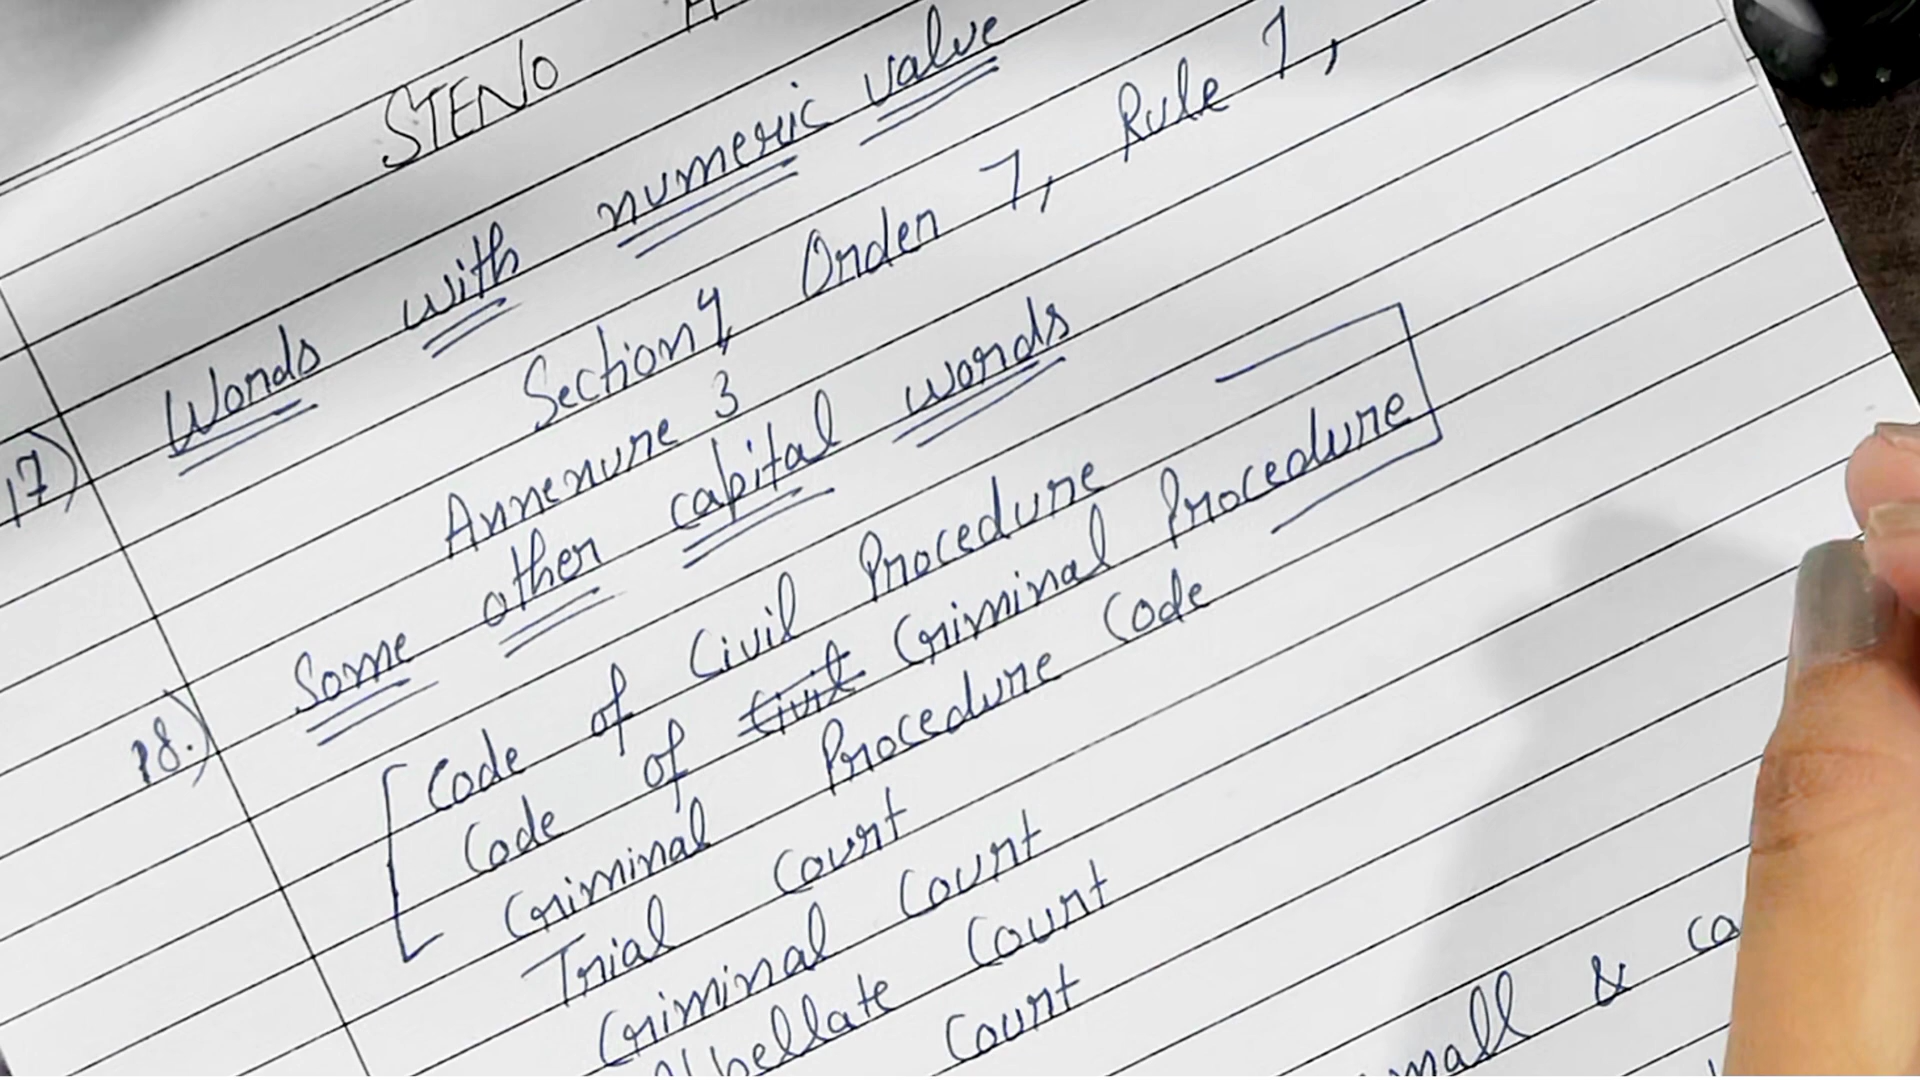 STENO
17) Words with numeric value
Section 4, Order 7, Rule 1,
Annexure 3
18.) Some other capital words
Code of Civil Procedure
Code of Civil Criminal Procedure
Criminal Procedure Code
Trial Court
Criminal Court
Appellate Court
Court
small & ca